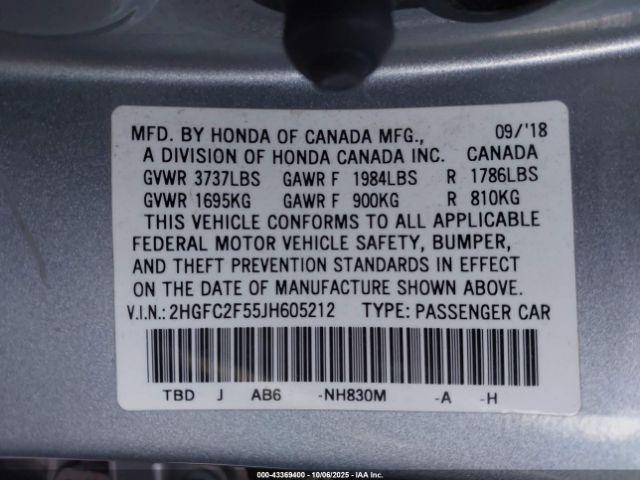 MFD. BY HONDA OF CANADA MFG., 09/'18
A DIVISION OF HONDA CANADA INC. CANADA
GVWR 3737LBS GAWR F 1984LBS R 1786LBS
GVWR 1695KG GAWR F 900KG R 810KG
THIS VEHICLE CONFORMS TO ALL APPLICABLE
FEDERAL MOTOR VEHICLE SAFETY, BUMPER,
AND THEFT PREVENTION STANDARDS IN EFFECT
ON THE DATE OF MANUFACTURE SHOWN ABOVE.
V.I.N.: 2HGFC2F55JH605212 TYPE: PASSENGER CAR
TBD J AB6 -NH830M -A -H
000-43369400 | 10/06/2025 | IAA Inc.